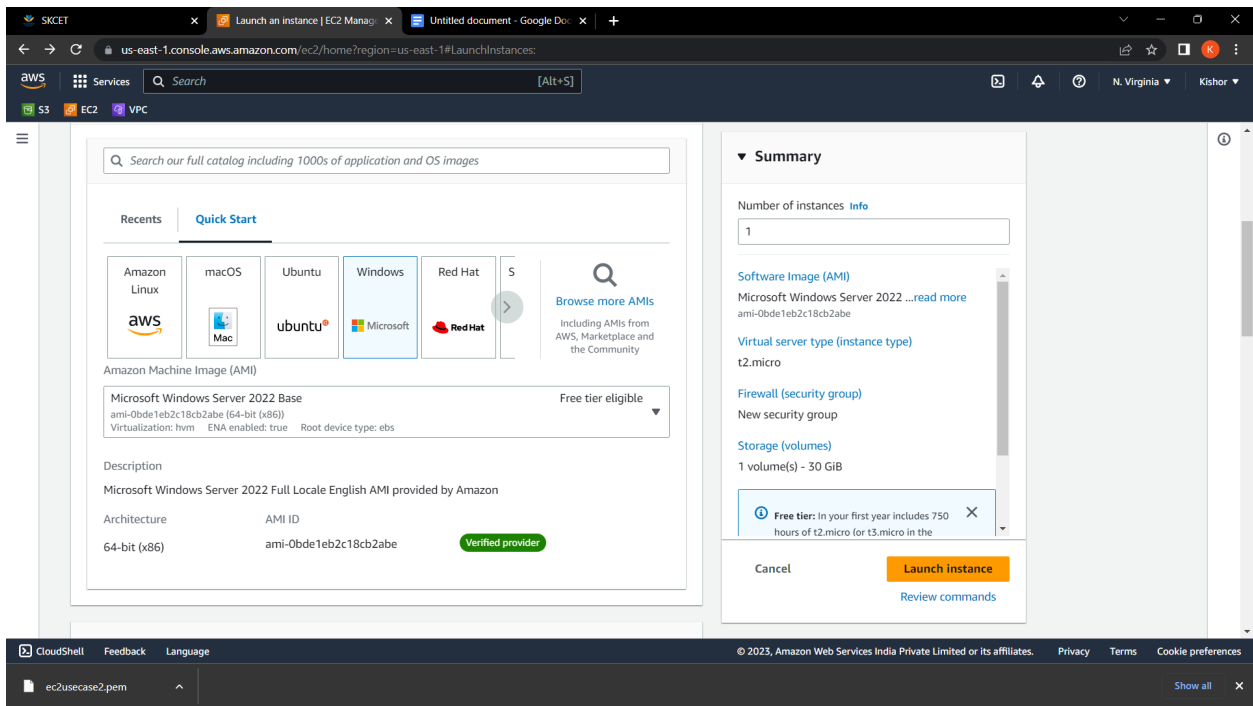 SKCET
Launch an instance | EC2 Manage
Untitled document - Google Doc
us-east-1.console.aws.amazon.com/ec2/home?region=us-east-1#LaunchInstances:
K
aws
Services
Search
[Alt+S]
N. Virginia ▼
Kishor ▼
S3
EC2
VPC
Search our full catalog including 1000s of application and OS images
Recents
Quick Start
Amazon
Linux
aws
macOS
Mac
Ubuntu
ubuntu®
Windows
Microsoft
Red Hat
Red Hat
S
Browse more AMIs
Including AMIs from
AWS, Marketplace and
the Community
Amazon Machine Image (AMI)
Microsoft Windows Server 2022 Base
Free tier eligible
ami-0bde1eb2c18cb2abe (64-bit (x86))
Virtualization: hvm ENA enabled: true Root device type: ebs
Description
Microsoft Windows Server 2022 Full Locale English AMI provided by Amazon
Architecture
AMI ID
64-bit (x86)
ami-0bde1eb2c18cb2abe
Verified provider
▼ Summary
Number of instances Info
1
Software Image (AMI)
Microsoft Windows Server 2022 ...read more
ami-0bde1eb2c18cb2abe
Virtual server type (instance type)
t2.micro
Firewall (security group)
New security group
Storage (volumes)
1 volume(s) - 30 GiB
Free tier: In your first year includes 750
hours of t2.micro (or t3.micro in the
Cancel
Launch instance
Review commands
CloudShell
Feedback
Language
© 2023, Amazon Web Services India Private Limited or its affiliates.
Privacy
Terms
Cookie preferences
ec2usecase2.pem
Show all